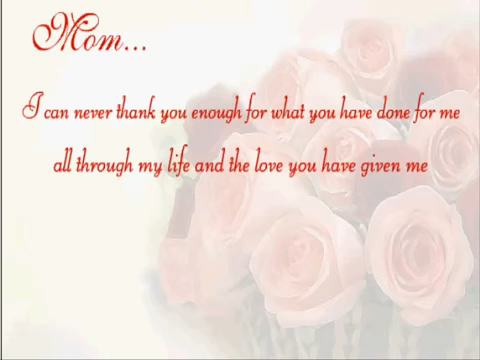 Mom...
I can never thank you enough for what you have done for me
all through my life and the love you have given me